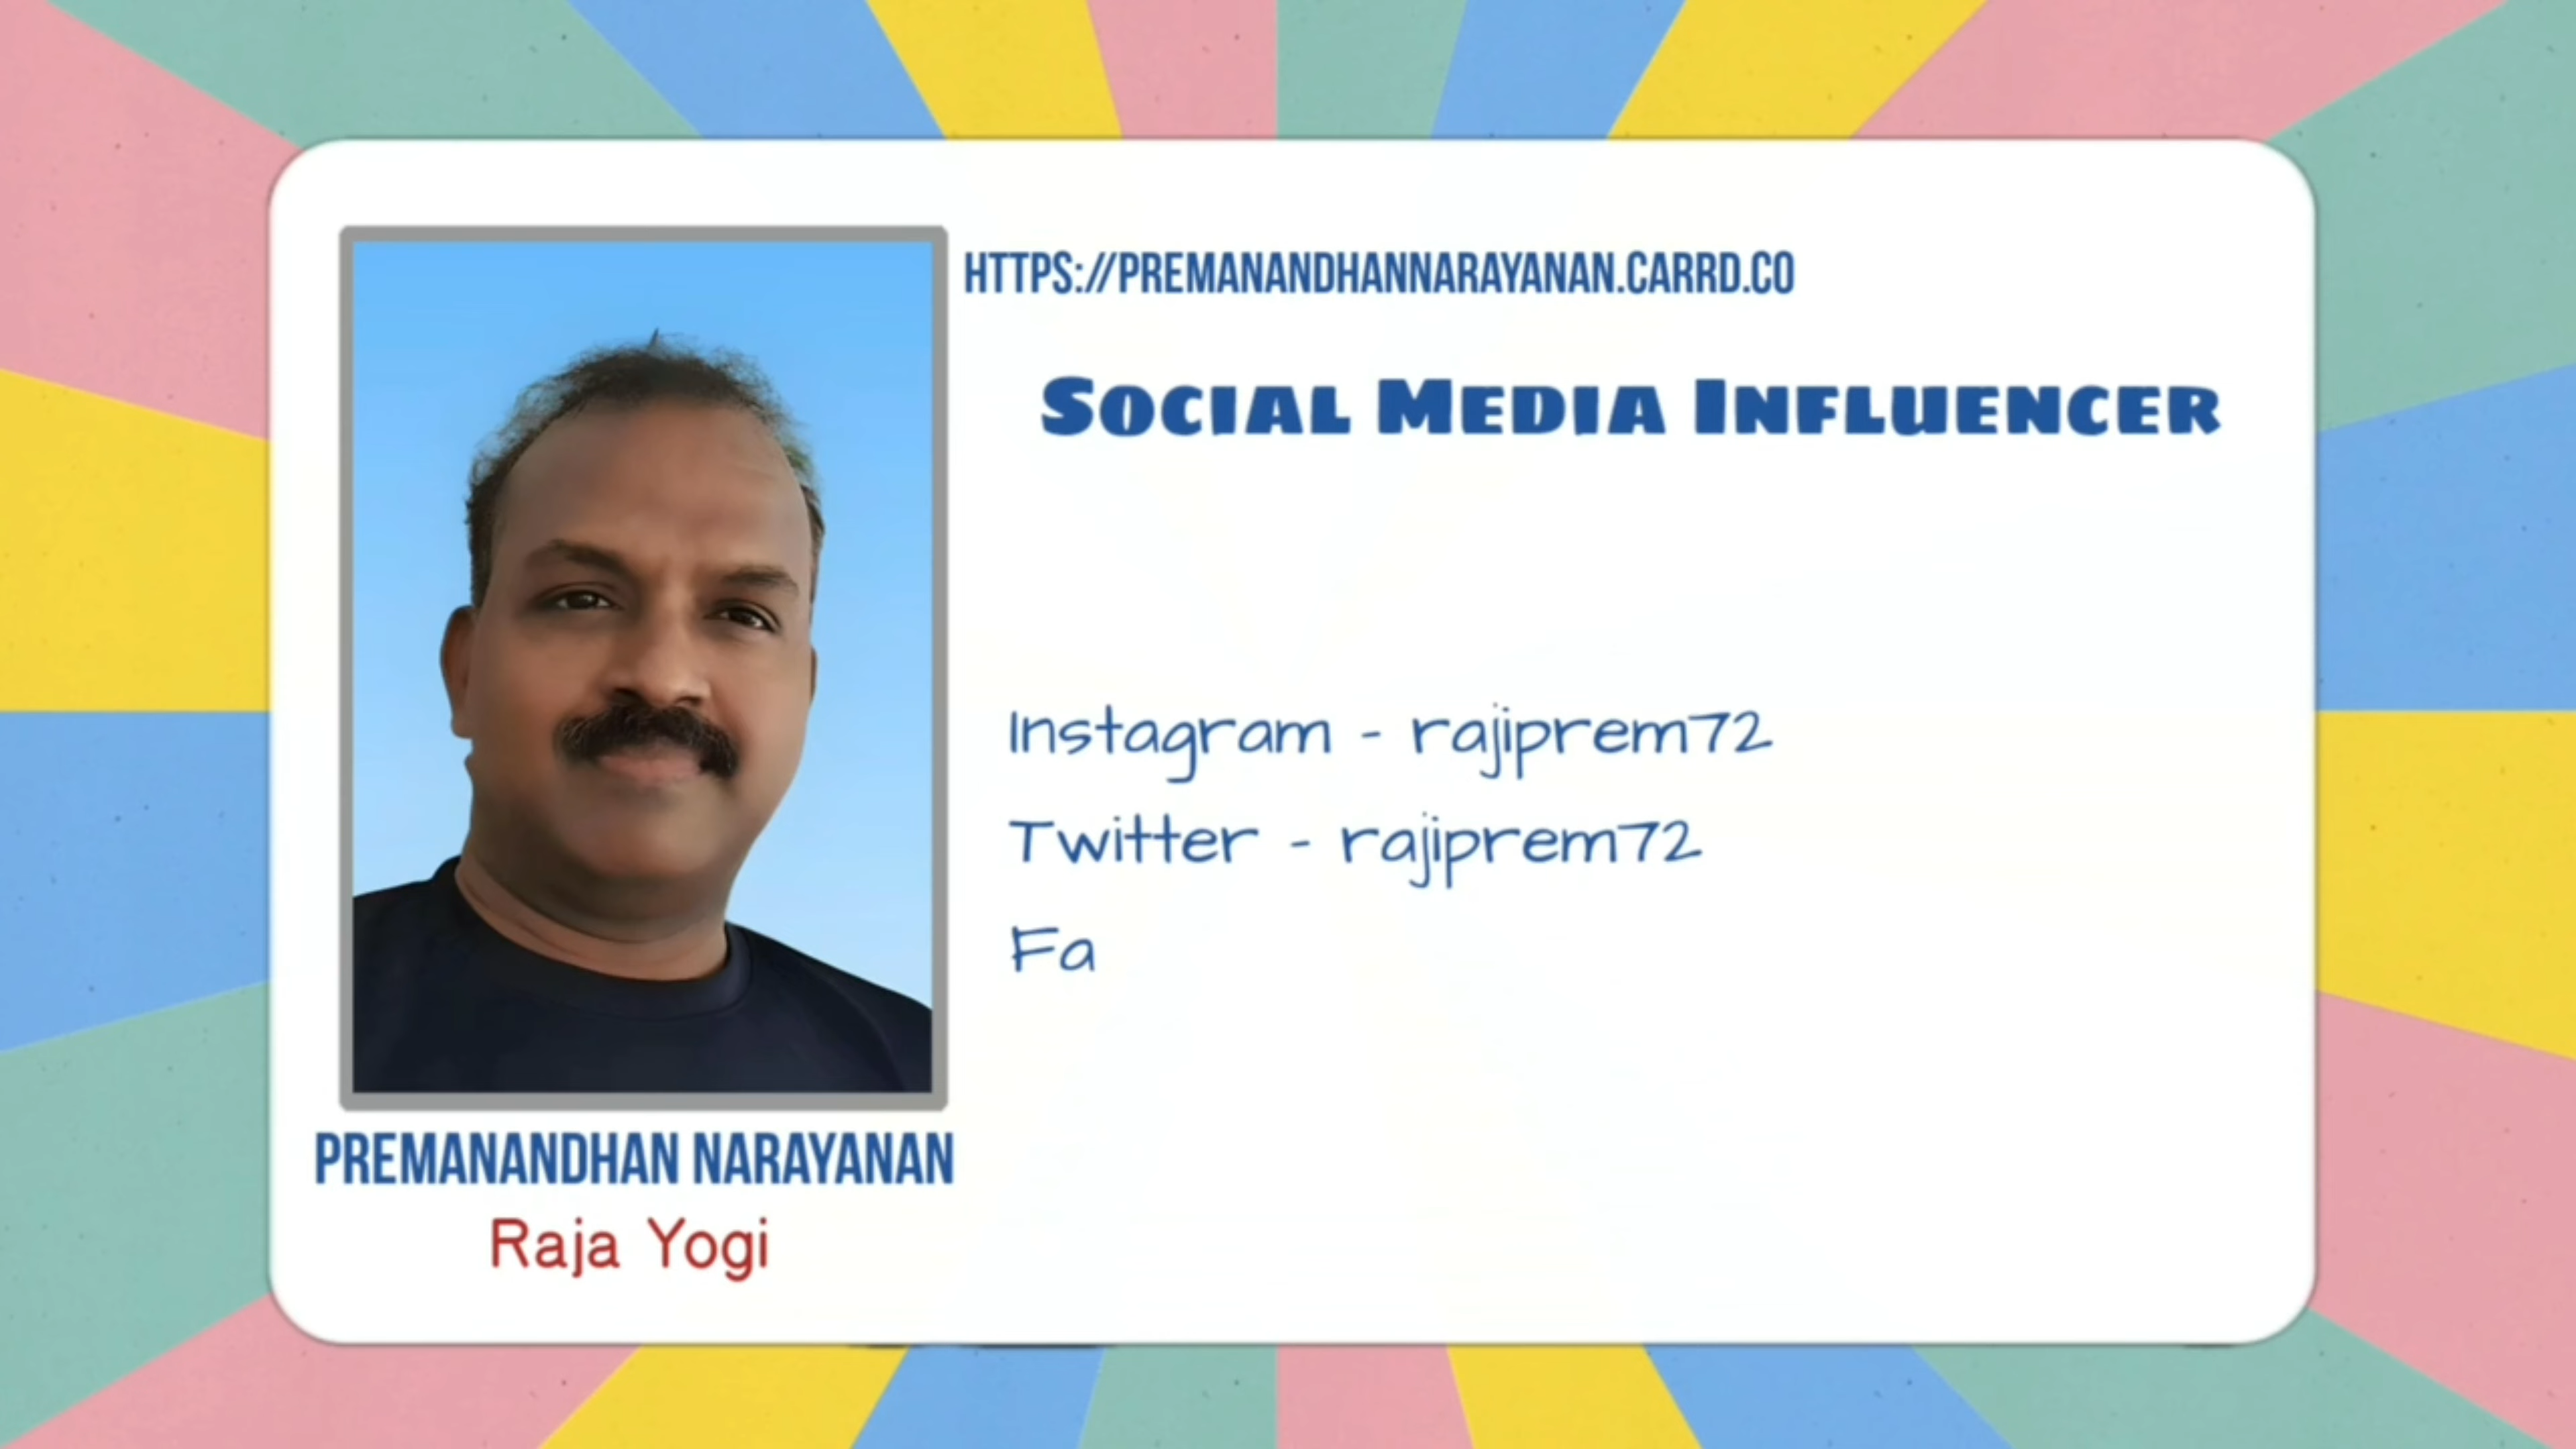 HTTPS://PREMANANDHANNARAYANAN.CARRD.CO
Social Media Influencer
Instagram - rajiprem72
Twitter - rajiprem72
Fa
PREMANANDHAN NARAYANAN
Raja Yogi